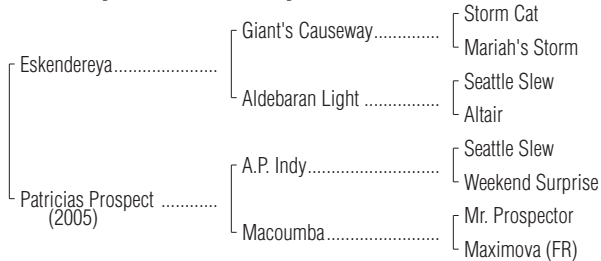 Storm Cat
Giant's Causeway..............
Mariah's Storm
Eskendereya......................
Seattle Slew
Aldebaran Light ................
Altair
Seattle Slew
A.P. Indy............................
Weekend Surprise
Patricias Prospect ............
(2005)
Mr. Prospector
Macoumba........................
Maximova (FR)